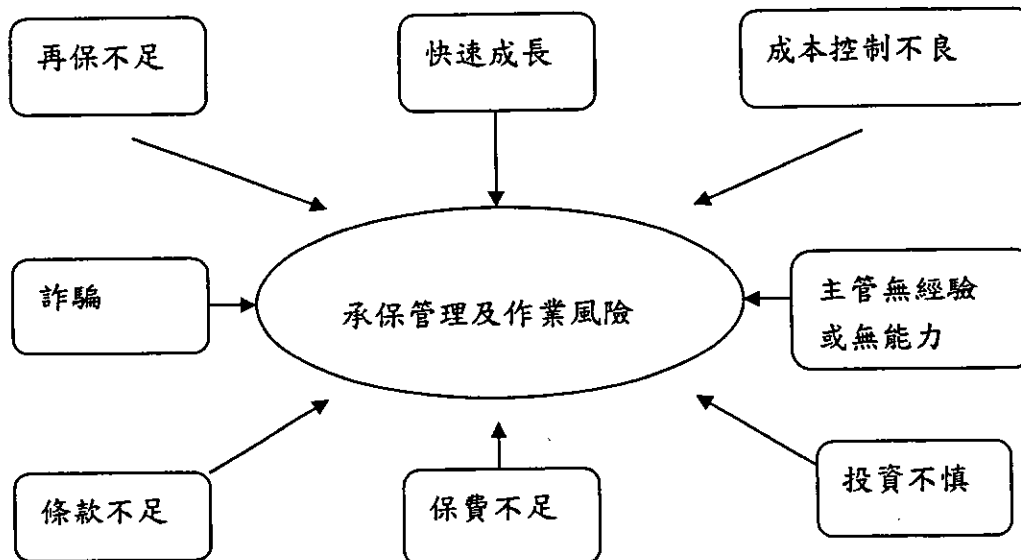 再保不足
快速成長
成本控制不良
詐騙
承保管理及作業風險
主管無經驗
或無能力
條款不足
保費不足
投資不慎